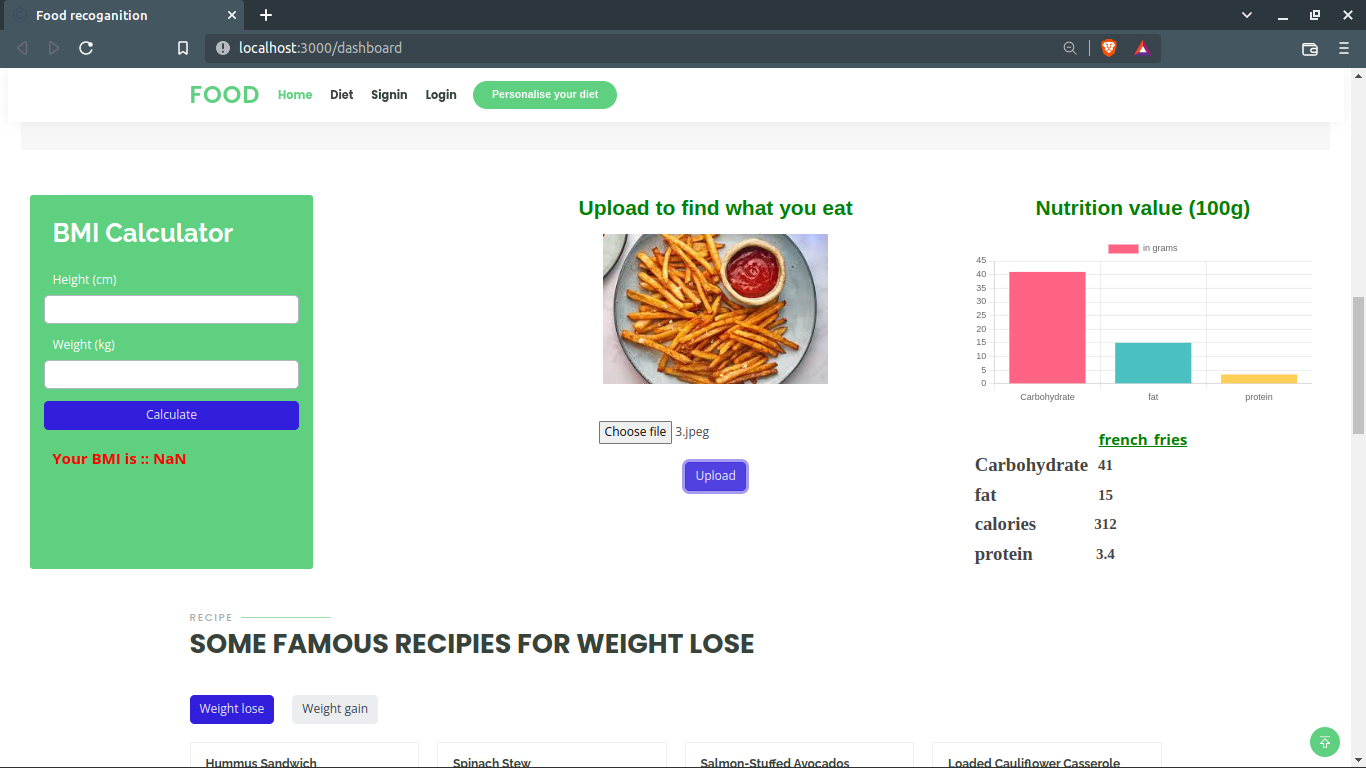 Food recoganition
localhost:3000/dashboard
FOOD Home Diet Signin Login Personalise your diet
BMI Calculator
Height (cm)
Weight (kg)
Calculate
Your BMI is :: NaN
Upload to find what you eat
Choose file 3.jpeg
Upload
Nutrition value (100g)
in grams
45
40
35
30
25
20
15
10
5
0
Carbohydrate fat protein
french_fries
Carbohydrate 41
fat 15
calories 312
protein 3.4
RECIPE
SOME FAMOUS RECIPIES FOR WEIGHT LOSE
Weight lose Weight gain
Hummus Sandwich Spinach Stew Salmon-Stuffed Avocados Loaded Cauliflower Casserole